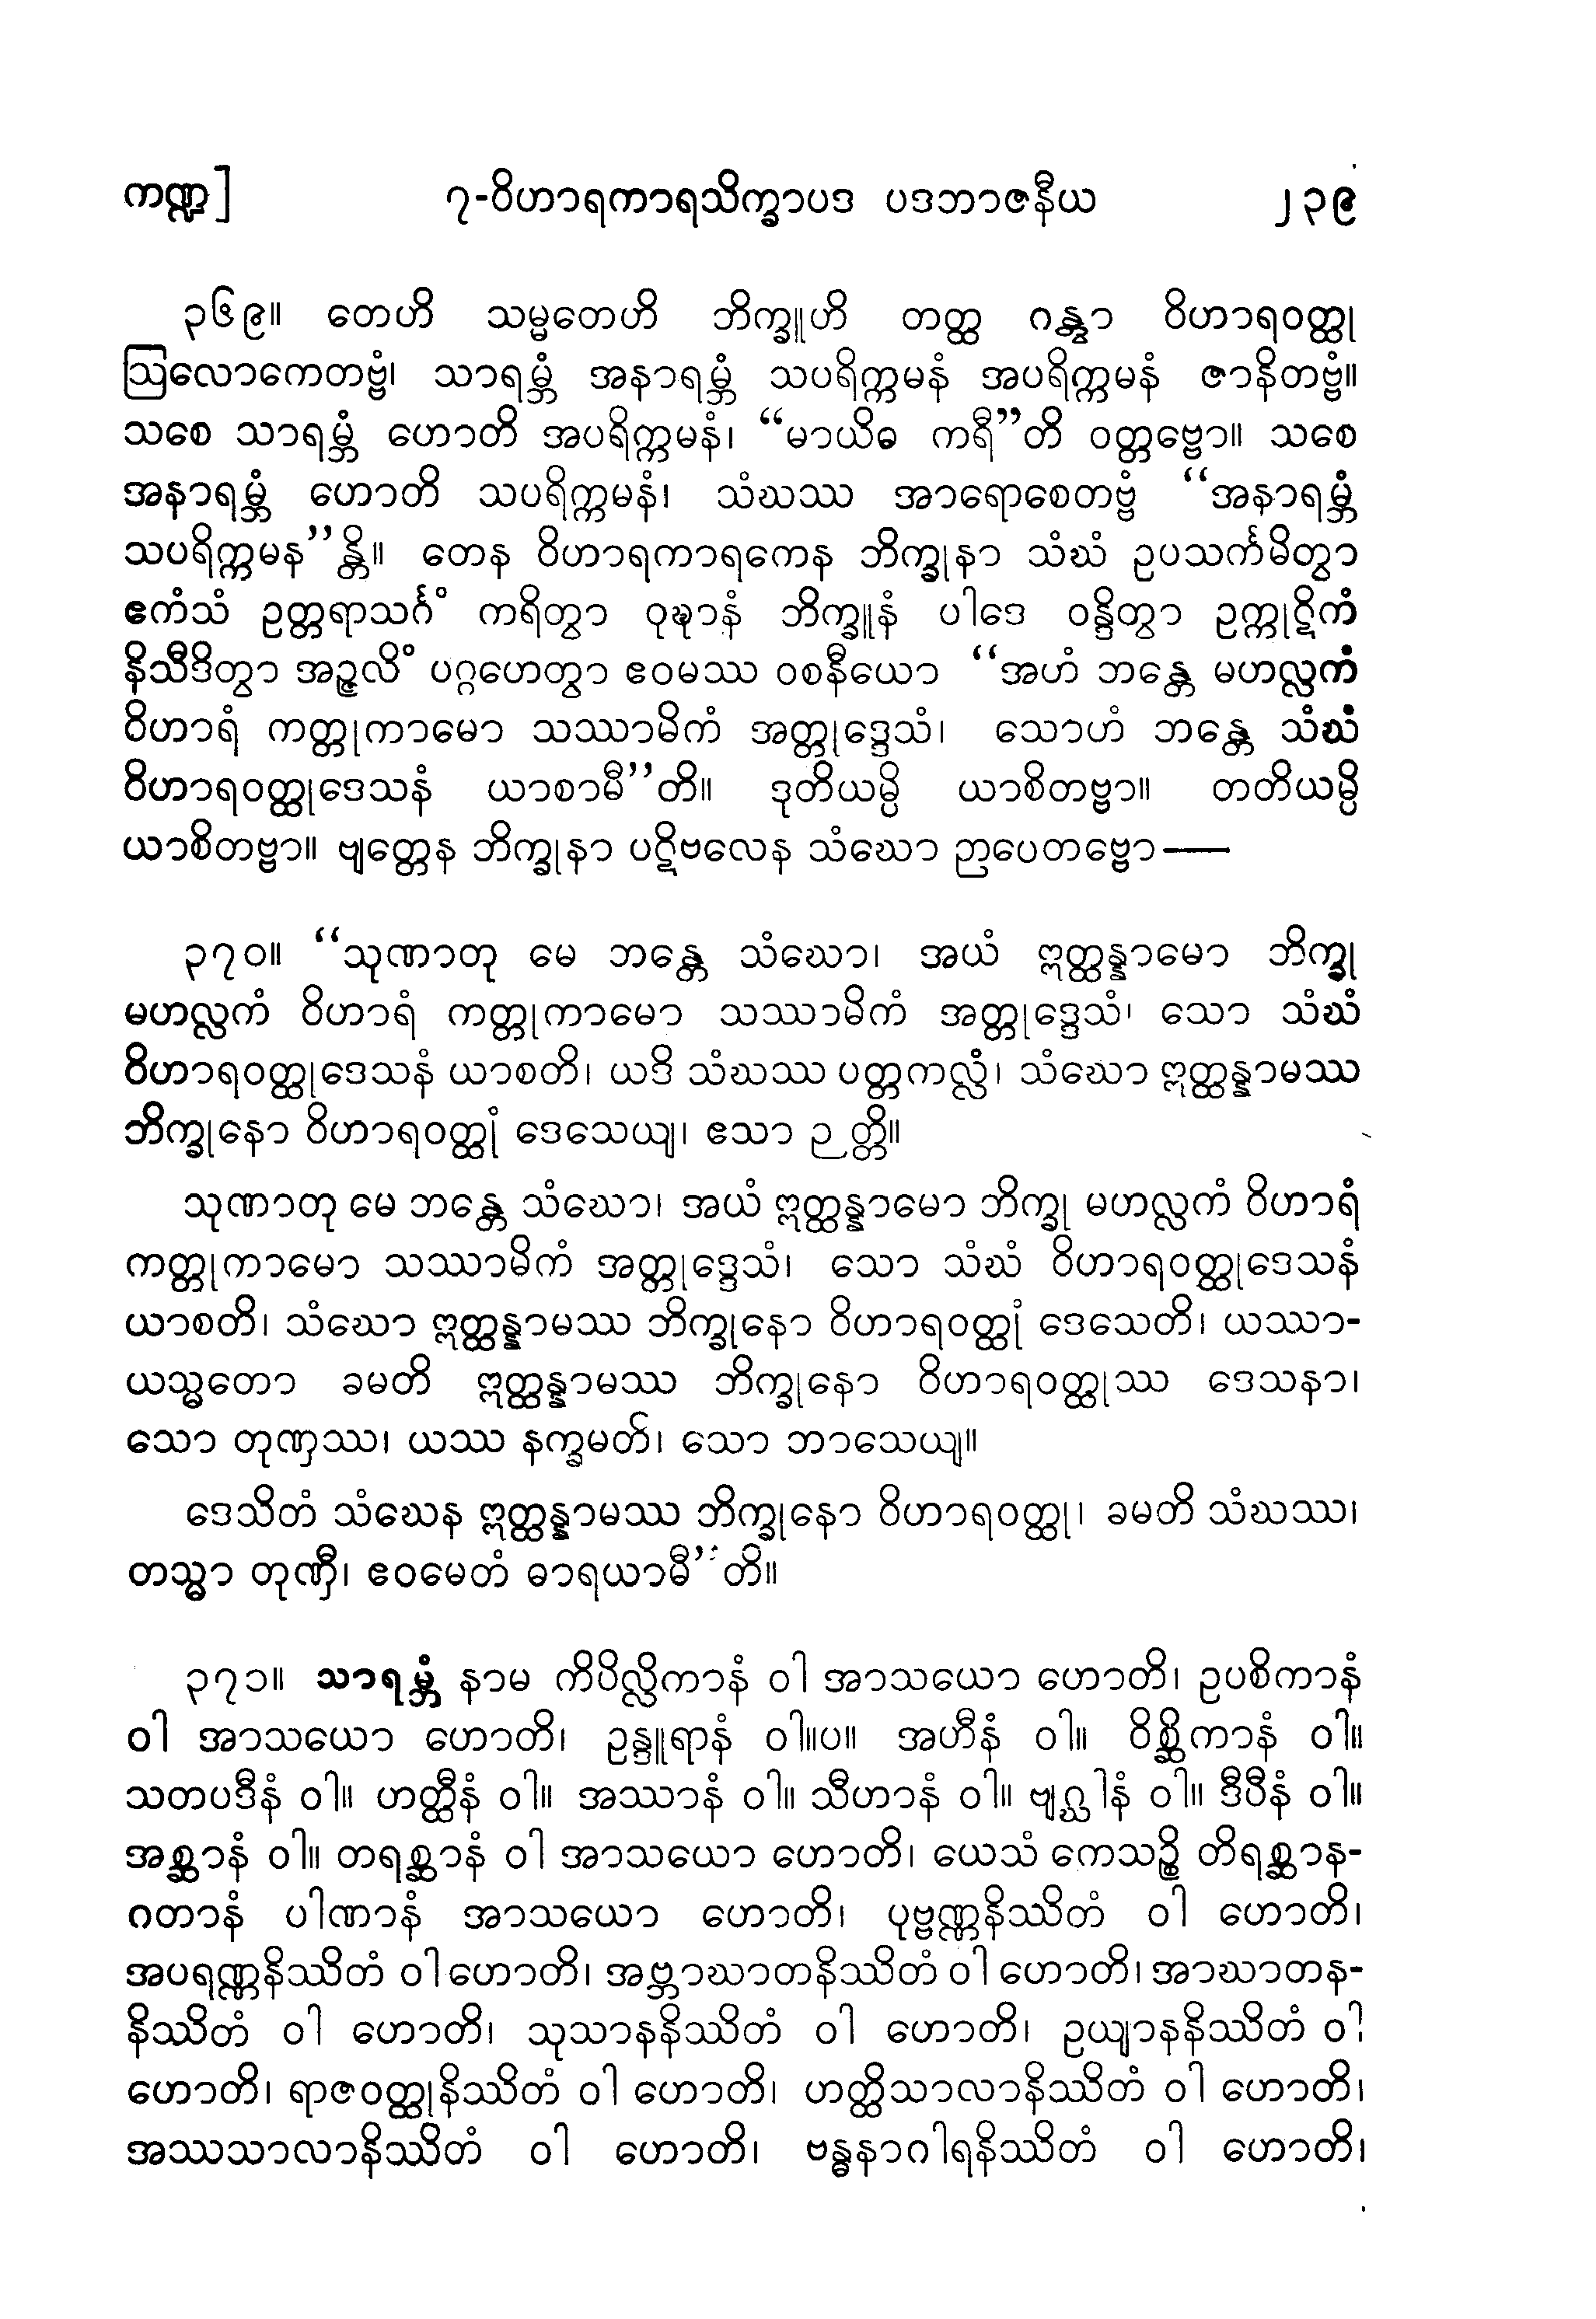 ကဏ္ဍ] ၇-ဝိဟာရကာရသိက္ခာပဒ ပဒဘာဇနီယ ၂၃၉
၃၆၉။ တေဟိ သမ္မတေဟိ ဘိက္ခူဟိ တတ္ထ ဂန္တွာ ဝိဟာရဝတ္ထု
ဩလောကေတဗ္ဗံ၊ သာရမ္ဘံ အနာရမ္ဘံ သပရိက္ကမနံ အပရိက္ကမနံ ဇာနိတဗ္ဗံ။
သစေ သာရမ္ဘံ ဟောတိ အပရိက္ကမနံ၊ “မာယိဓ ကရီ”တိ ဝတ္တဗ္ဗော။ သစေ
အနာရမ္ဘံ ဟောတိ သပရိက္ကမနံ၊ သံဃဿ အာရောစေတဗ္ဗံ “အနာရမ္ဘံ
သပရိက္ကမန”န္တိ။ တေန ဝိဟာရကာရကေန ဘိက္ခုနာ သံဃံ ဥပသင်္ကမိတွာ
ဧကံသံ ဥတ္တရာသင်္ဂံ ကရိတွာ ဝုဍ္ဎာနံ ဘိက္ခူနံ ပါဒေ ဝန္ဒိတွာ ဥက္ကုဋိကံ
နိသီဒိတွာ အဉ္ဇလိံ ပဂ္ဂဟေတွာ ဧဝမဿ ဝစနီယော “အဟံ ဘန္တေ မဟလ္လကံ
ဝိဟာရံ ကတ္တုကာမော သဿာမိကံ အတ္တုဒ္ဒေသံ၊ သောဟံ ဘန္တေ သံဃံ
ဝိဟာရဝတ္ထုဒေသနံ ယာစာမီ”တိ။ ဒုတိယမ္ပိ ယာစိတဗ္ဗာ။ တတိယမ္ပိ
ယာစိတဗ္ဗာ။ ဗျတ္တေန ဘိက္ခုနာ ပဋိဗလေန သံဃော ဉာပေတဗ္ဗော—
၃၇၀။ “သုဏာတု မေ ဘန္တေ သံဃော၊ အယံ ဣတ္ထန္နာမော ဘိက္ခု
မဟလ္လကံ ဝိဟာရံ ကတ္တုကာမော သဿာမိကံ အတ္တုဒ္ဒေသံ၊ သော သံဃံ
ဝိဟာရဝတ္ထုဒေသနံ ယာစတိ၊ ယဒိ သံဃဿ ပတ္တကလ္လံ၊ သံဃော ဣတ္ထန္နာမဿ
ဘိက္ခုနော ဝိဟာရဝတ္ထုံ ဒေသေယျ၊ ဧသာ ဉတ္တိ။
သုဏာတု မေ ဘန္တေ သံဃော၊ အယံ ဣတ္ထန္နာမော ဘိက္ခု မဟလ္လကံ ဝိဟာရံ
ကတ္တုကာမော သဿာမိကံ အတ္တုဒ္ဒေသံ၊ သော သံဃံ ဝိဟာရဝတ္ထုဒေသနံ
ယာစတိ၊ သံဃော ဣတ္ထန္နာမဿ ဘိက္ခုနော ဝိဟာရဝတ္ထုံ ဒေသေတိ၊ ယဿာ-
ယသ္မတော ခမတိ ဣတ္ထန္နာမဿ ဘိက္ခုနော ဝိဟာရဝတ္ထုဿ ဒေသနာ၊
သော တုဏှဿ၊ ယဿ နက္ခမတိ၊ သော ဘာသေယျ။
ဒေသိတံ သံဃေန ဣတ္ထန္နာမဿ ဘိက္ခုနော ဝိဟာရဝတ္ထု၊ ခမတိ သံဃဿ၊
တသ္မာ တုဏှီ၊ ဧဝမေတံ ဓာရယာမီ”တိ။
၃၇၁။ သာရမ္ဘံ နာမ ကိပိလ္လိကာနံ ဝါ အာသယော ဟောတိ၊ ဥပစိကာနံ
ဝါ အာသယော ဟောတိ၊ ဥန္ဒူရာနံ ဝါ။ပ။ အဟီနံ ဝါ။ ဝိစ္ဆိကာနံ ဝါ။
သတပဒီနံ ဝါ။ ဟတ္ထီနံ ဝါ။ အဿာနံ ဝါ။ သီဟာနံ ဝါ။ ဗျဂ္ဃါနံ ဝါ။ ဒီပီနံ ဝါ။
အစ္ဆာနံ ဝါ။ တရစ္ဆာနံ ဝါ အာသယော ဟောတိ၊ ယေသံ ကေသဉ္စိ တိရစ္ဆာန-
ဂတာနံ ပါဏာနံ အာသယော ဟောတိ၊ ပုဗ္ဗဏ္ဏနိဿိတံ ဝါ ဟောတိ၊
အပရဏ္ဏနိဿိတံ ဝါ ဟောတိ၊ အဗ္ဘာဃာတနိဿိတံ ဝါ ဟောတိ၊ အာဃာတန-
နိဿိတံ ဝါ ဟောတိ၊ သုသာနနိဿိတံ ဝါ ဟောတိ၊ ဥယျာနနိဿိတံ ဝါ
ဟောတိ၊ ရာဇဝတ္ထုနိဿိတံ ဝါ ဟောတိ၊ ဟတ္ထိသာလာနိဿိတံ ဝါ ဟောတိ၊
အဿသာလာနိဿိတံ ဝါ ဟောတိ၊ ဗန္ဓနာဂါရနိဿိတံ ဝါ ဟောတိ၊